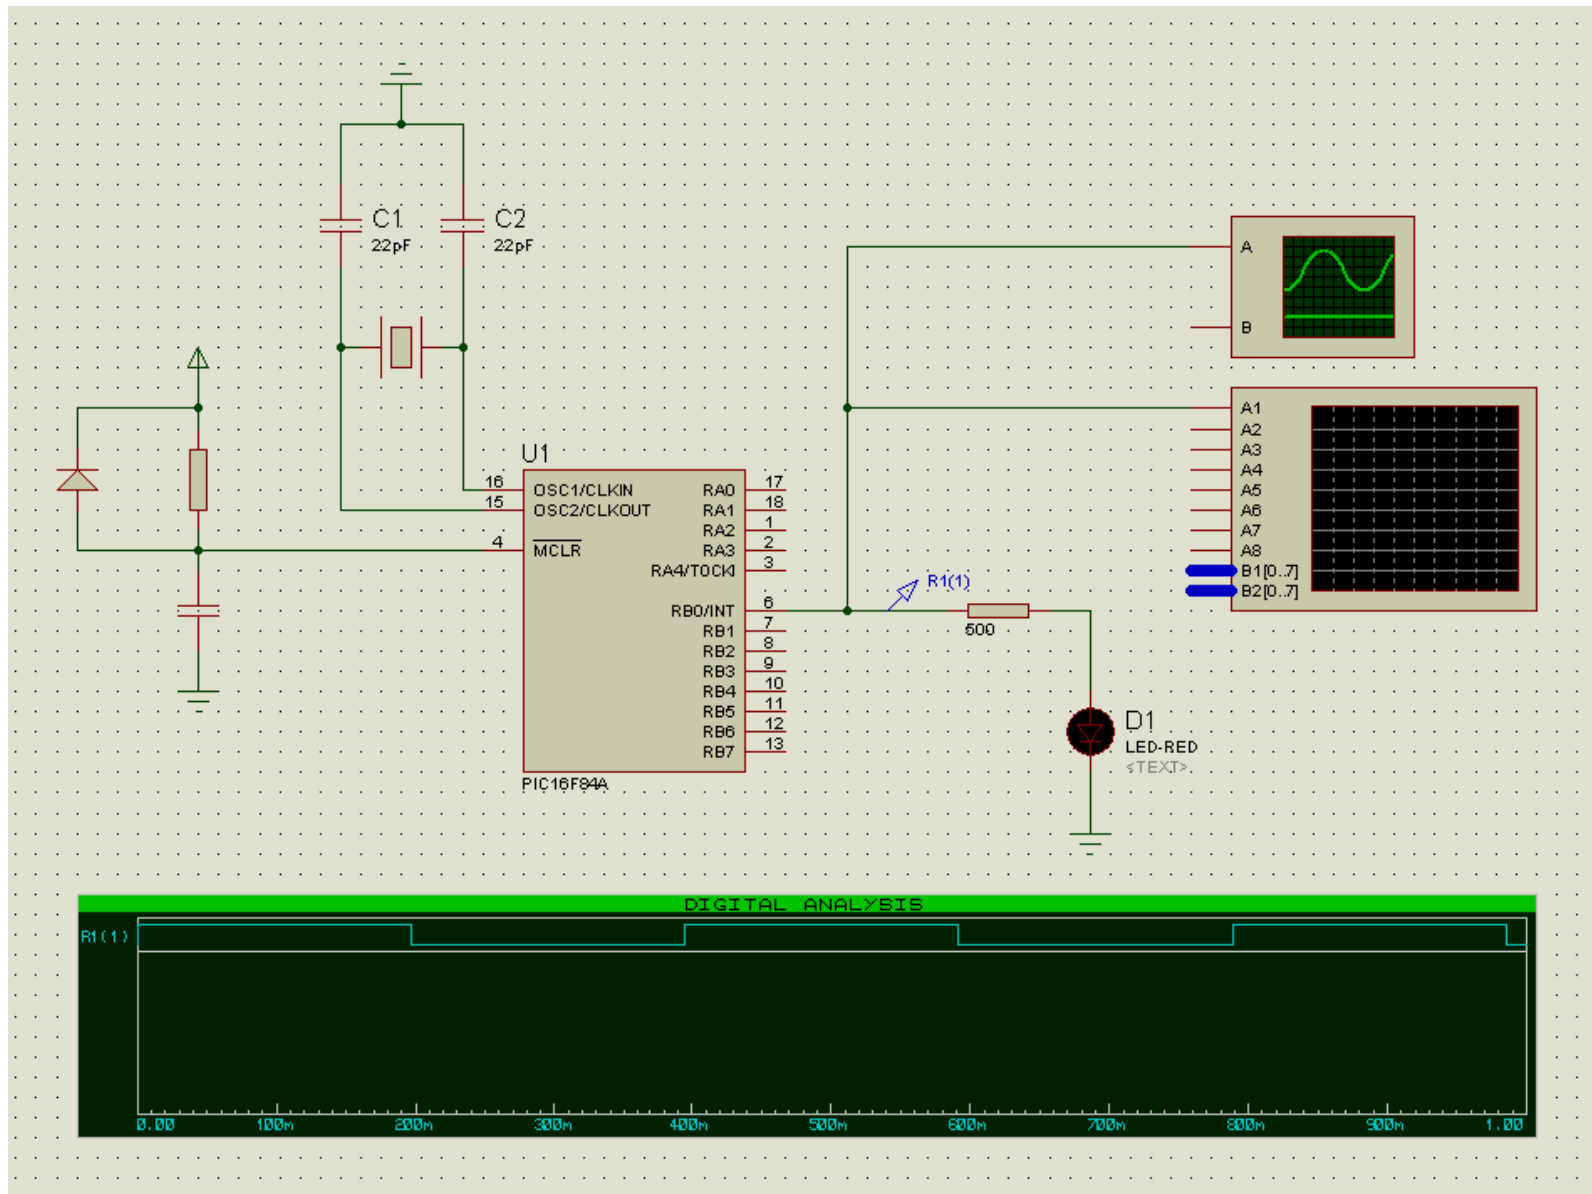 C1
22pF
C2
22pF
A
B
U1
16
15
4
OSC1/CLKIN
OSC2/CLKOUT
MCLR
RA0
RA1
RA2
RA3
RA4/T0CKI
RB0/INT
RB1
RB2
RB3
RB4
RB5
RB6
RB7
17
18
1
2
3
6
7
8
9
10
11
12
13
PIC16F84A
A1
A2
A3
A4
A5
A6
A7
A8
B1[0..7]
B2[0..7]
R1(1)
500
D1
LED-RED
<TEXT>
DIGITAL ANALYSIS
R1(1)
0.00 100m 200m 300m 400m 500m 600m 700m 800m 900m 1.00